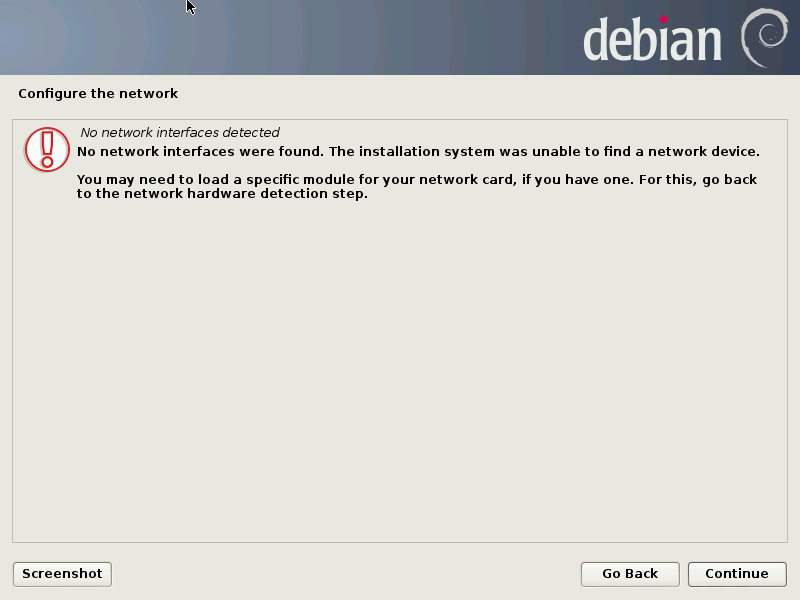 debian
Configure the network
No network interfaces detected
No network interfaces were found. The installation system was unable to find a network device.
You may need to load a specific module for your network card, if you have one. For this, go back
to the network hardware detection step.
Screenshot
Go Back
Continue